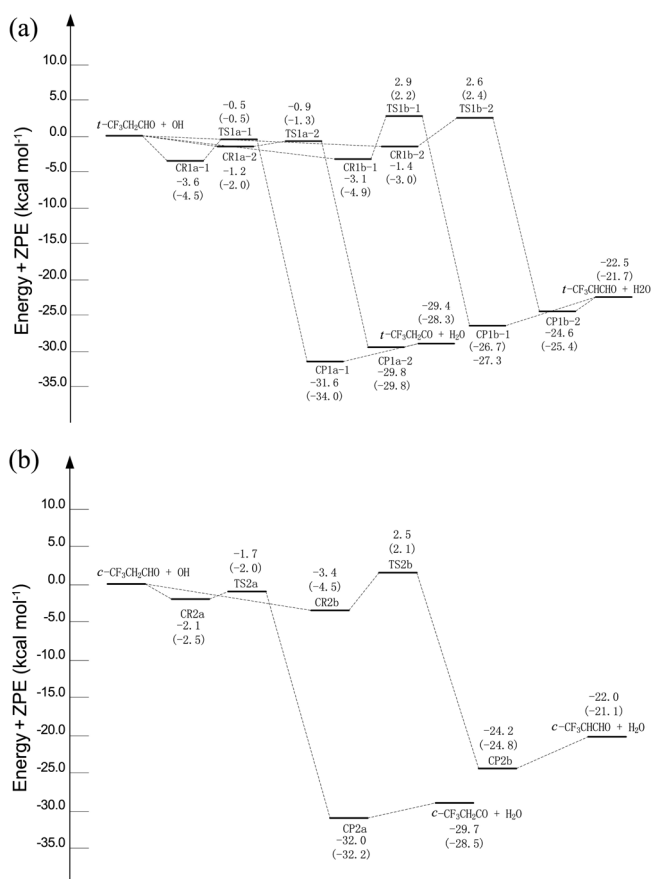 (a)
Energy + ZPE (kcal mol-1)
10.0
5.0
0.0
-5.0
-10.0
-15.0
-20.0
-25.0
-30.0
-35.0
t-CF3CH2CHO + OH
-0.5
(-0.5)
TS1a-1
-0.9
(-1.3)
TS1a-2
2.9
(2.2)
TS1b-1
2.6
(2.4)
TS1b-2
CR1a-1
-3.6
(-4.5)
CR1a-2
-1.2
(-2.0)
CR1b-1
-3.1
(-4.9)
CR1b-2
-1.4
(-3.0)
-22.5
(-21.7)
t-CF3CHCHO + H2O
-29.4
(-28.3)
t-CF3CH2CO + H2O
CP1a-1
-31.6
(-34.0)
CP1a-2
-29.8
(-29.8)
CP1b-1
(-26.7)
-27.3
CP1b-2
-24.6
(-25.4)
(b)
Energy + ZPE (kcal mol-1)
10.0
5.0
0.0
-5.0
-10.0
-15.0
-20.0
-25.0
-30.0
-35.0
c-CF3CH2CHO + OH
-1.7
(-2.0)
TS2a
-3.4
(-4.5)
CR2b
2.5
(2.1)
TS2b
CR2a
-2.1
(-2.5)
-22.0
(-21.1)
c-CF3CHCHO + H2O
-24.2
(-24.8)
CP2b
CP2a
-32.0
(-32.2)
c-CF3CH2CO + H2O
-29.7
(-28.5)